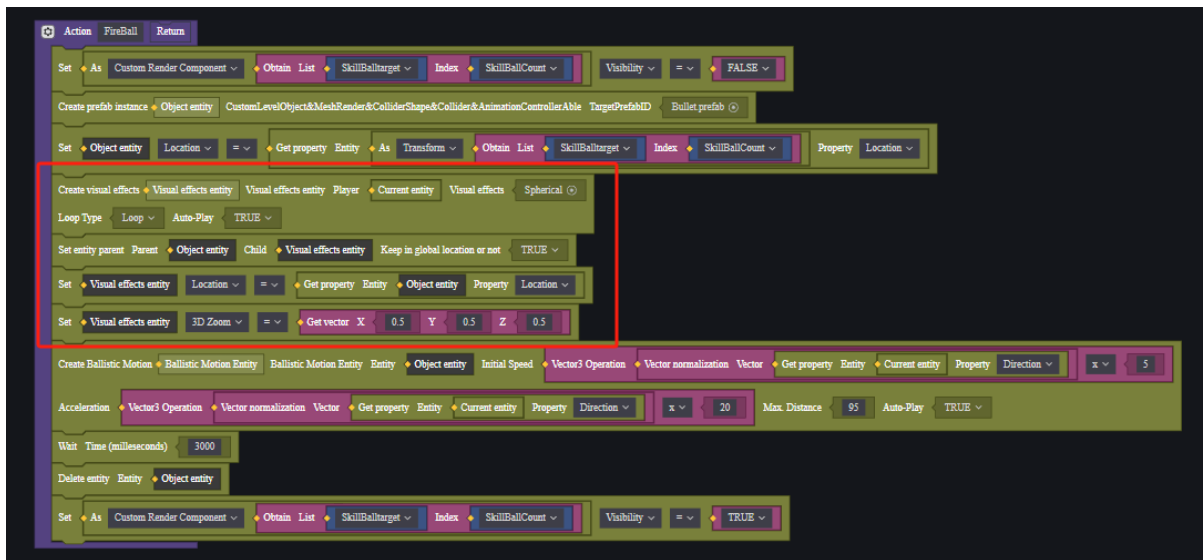 Action FireBall Return
Set As Custom Render Component Obtain List SkillBalltarget Index SkillBallCount Visibility = FALSE
Create prefab instance Object entity CustomLevelObject&MeshRender&ColliderShape&Collider&AnimationControllerAble TargetPrefabID Bullet prefab
Set Object entity Location = Get property Entity As Transform Obtain List SkillBalltarget Index SkillBallCount Property Location
Create visual effects Visual effects entity Visual effects entity Player Current entity Visual effects Spherical
Loop Type Loop Auto-Play TRUE
Set entity parent Parent Object entity Child Visual effects entity Keep in global location or not TRUE
Set Visual effects entity Location = Get property Entity Object entity Property Location
Set Visual effects entity 3D Zoom = Get vector X 0.5 Y 0.5 Z 0.5
Create Ballistic Motion Ballistic Motion Entity Ballistic Motion Entity Entity Object entity Initial Speed Vector3 Operation Vector normalization Vector Get property Entity Current entity Property Direction x 5
Acceleration Vector3 Operation Vector normalization Vector Get property Entity Current entity Property Direction x 20 Max. Distance 95 Auto-Play TRUE
Wait Time (milleseconds) 3000
Delete entity Entity Object entity
Set As Custom Render Component Obtain List SkillBalltarget Index SkillBallCount Visibility = TRUE